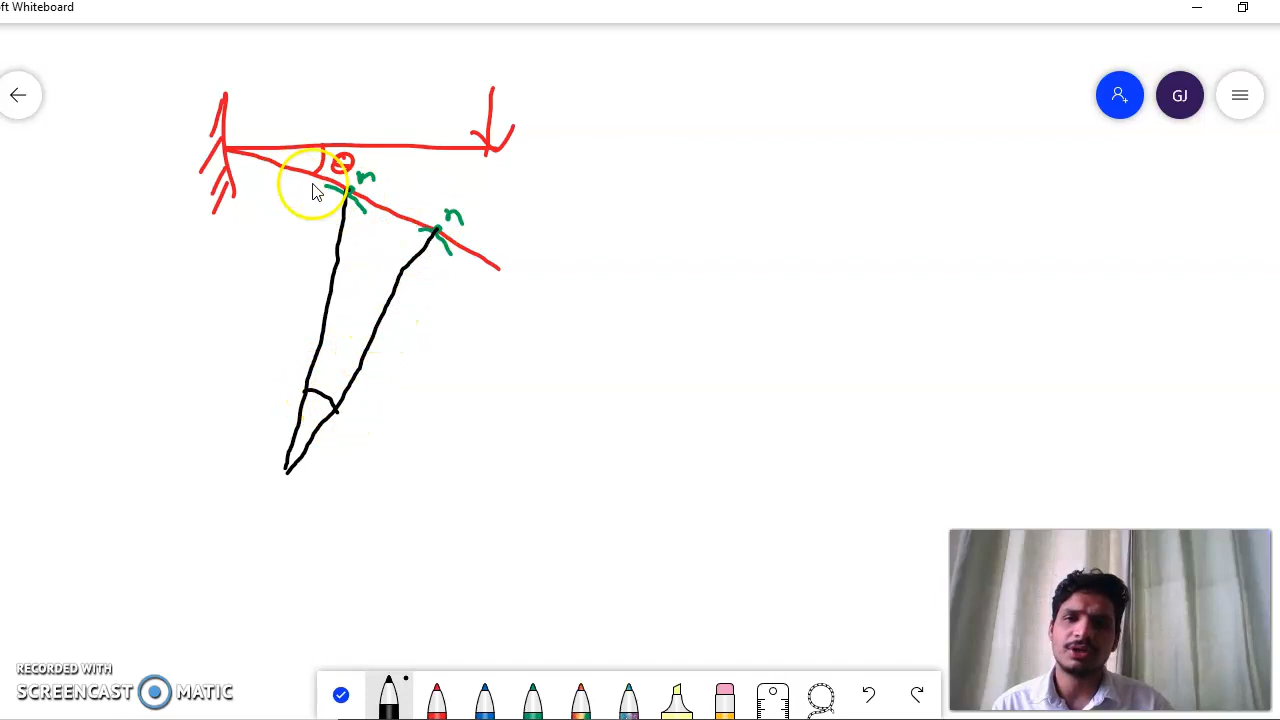 ft Whiteboard
GJ
Θ
n
n
RECORDED WITH
SCREENCAST MATIC